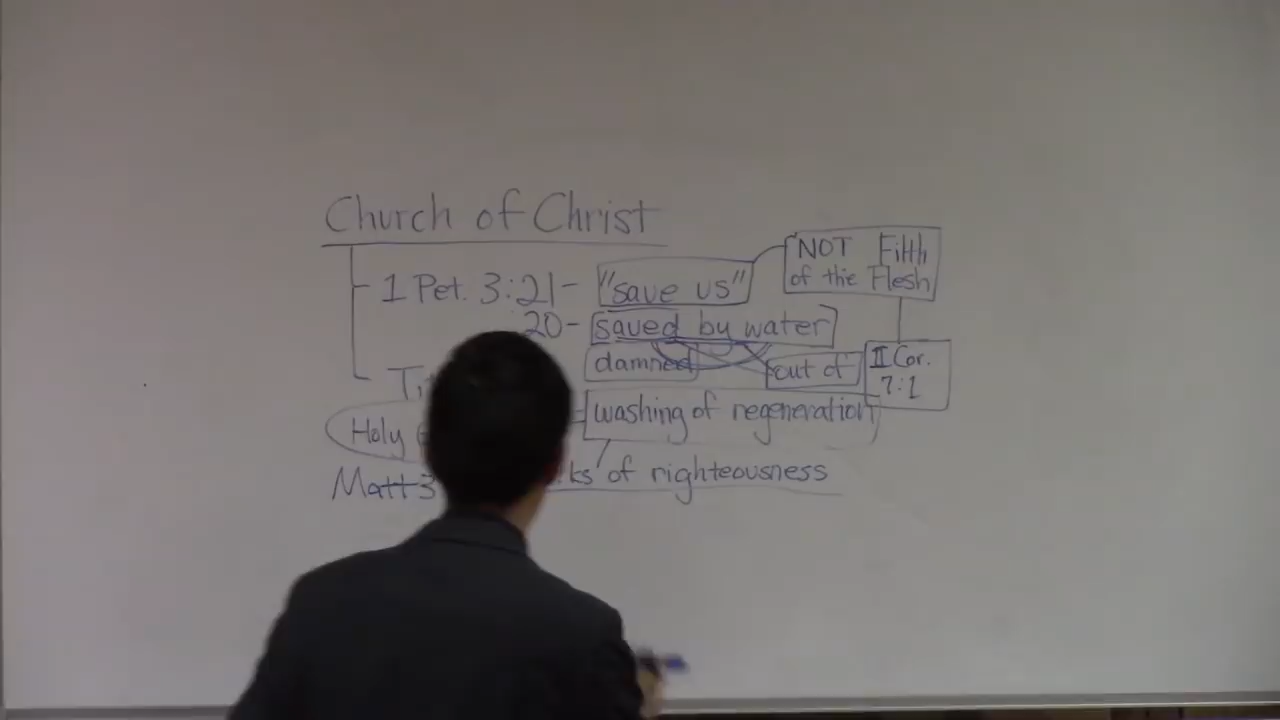 Church of Christ
1 Pet. 3:21- "save us"
NOT Filth
of the Flesh
20- saved by water
damned
out of
II Cor.
7:1
washing of regeneration
Holy
Matt 3
of righteousness